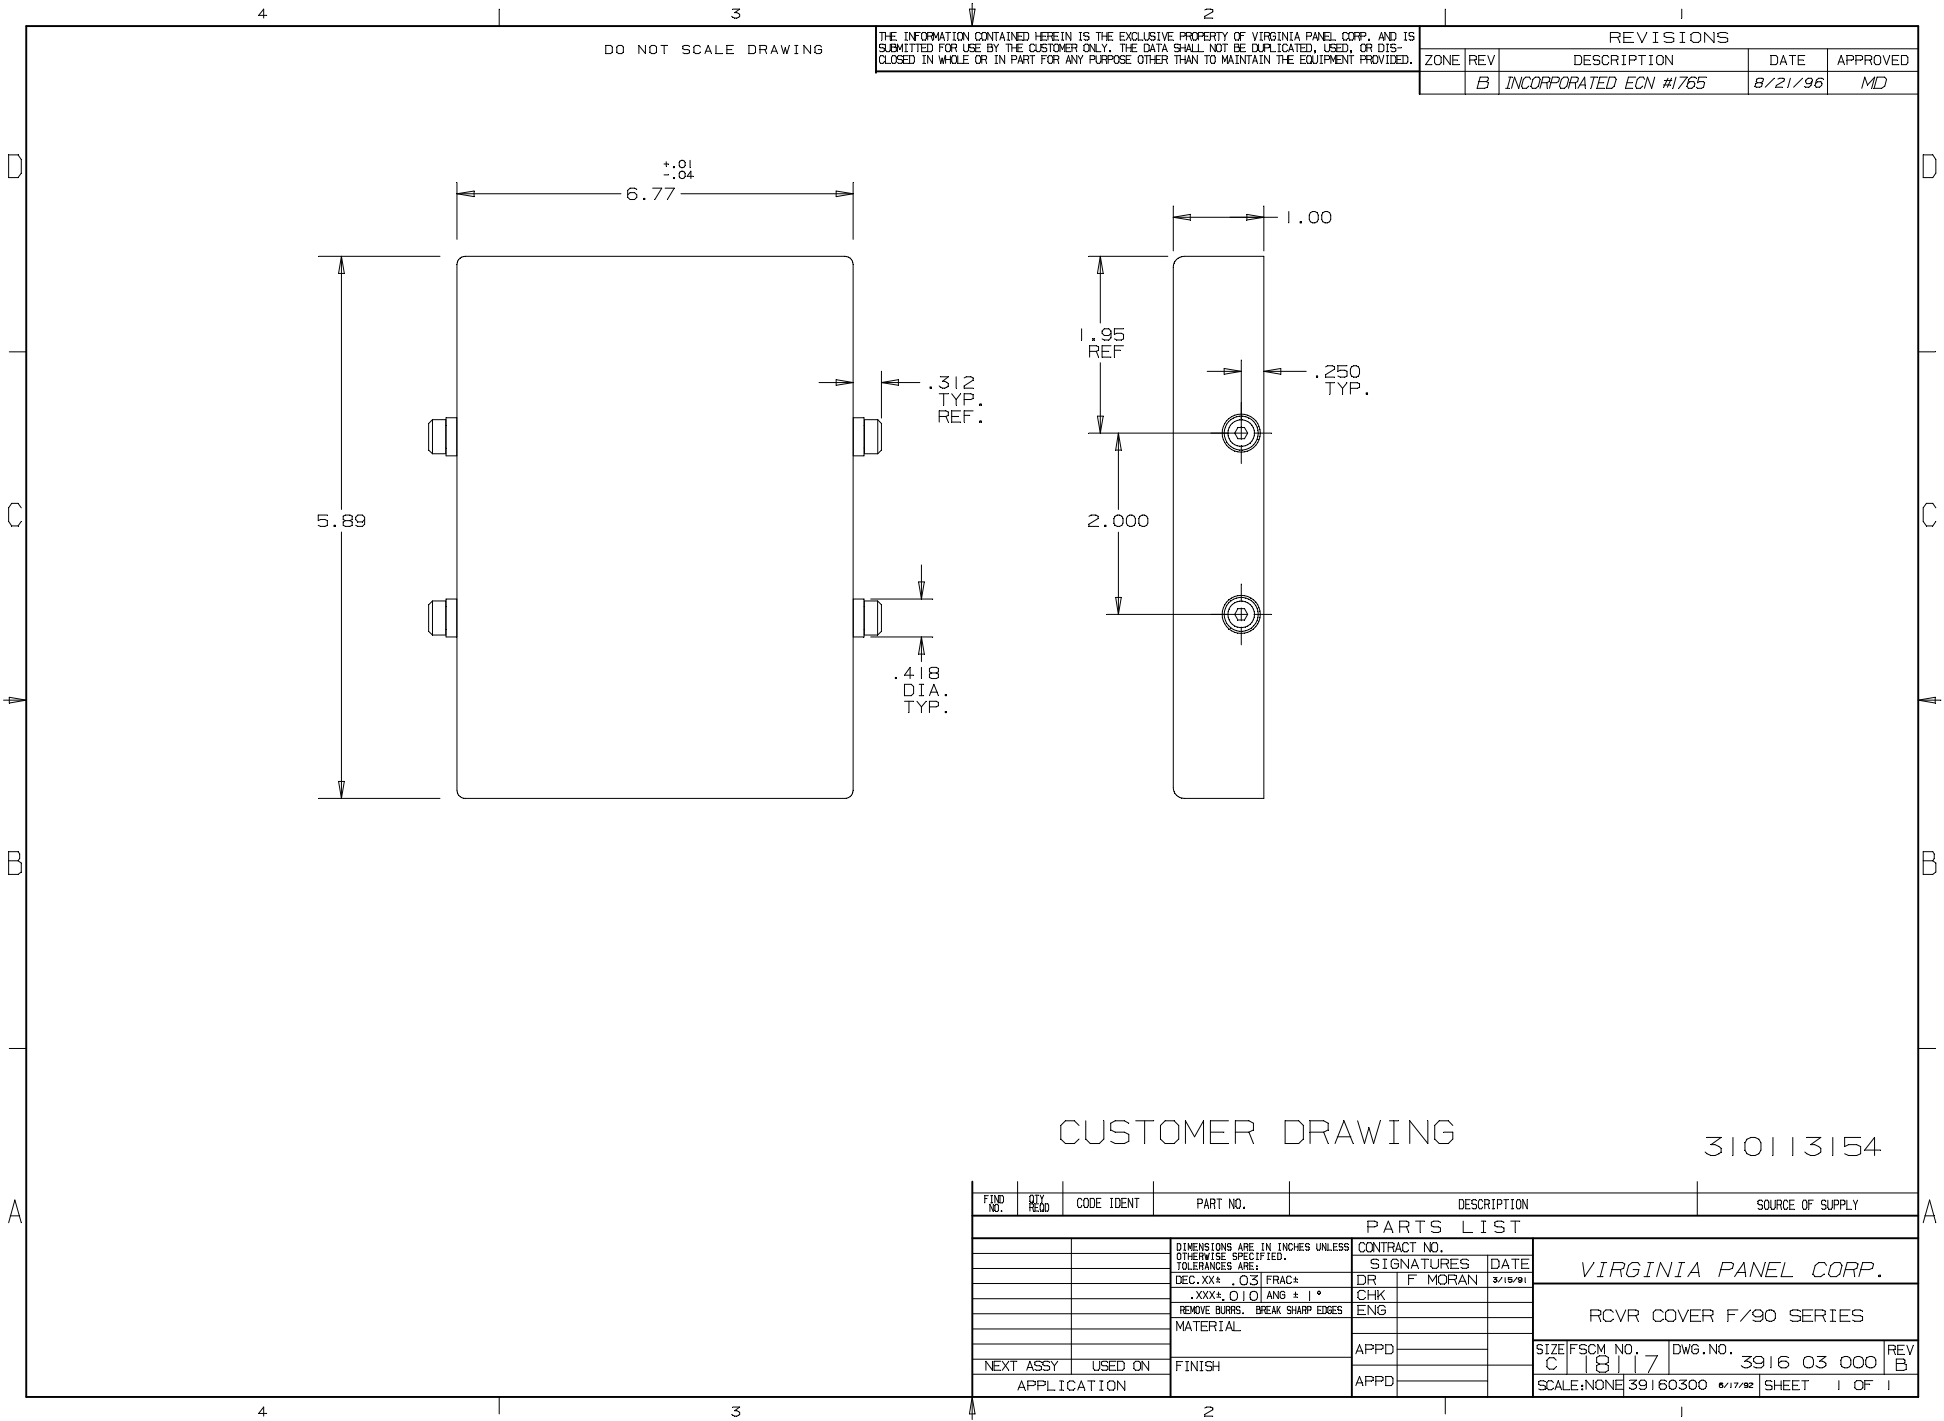 4 3 2 1
DO NOT SCALE DRAWING
THE INFORMATION CONTAINED HEREIN IS THE EXCLUSIVE PROPERTY OF VIRGINIA PANEL CORP. AND IS
SUBMITTED FOR USE BY THE CUSTOMER ONLY. THE DATA SHALL NOT BE DUPLICATED, USED, OR DIS-
CLOSED IN WHOLE OR IN PART FOR ANY PURPOSE OTHER THAN TO MAINTAIN THE EQUIPMENT PROVIDED.
REVISIONS
ZONE REV DESCRIPTION DATE APPROVED
B INCORPORATED ECN #1765 8/21/96 MD
D D
+.01
-.04
6.77
1.00
1.95
REF
.250
TYP.
.312
TYP.
REF.
C C
5.89
2.000
.418
DIA.
TYP.
B B
CUSTOMER DRAWING
310113154
A A
FIND
NO.
QTY
REQD
CODE IDENT
PART NO.
DESCRIPTION
SOURCE OF SUPPLY
PARTS LIST
DIMENSIONS ARE IN INCHES UNLESS
OTHERWISE SPECIFIED.
TOLERANCES ARE:
DEC.XX± .03 FRAC±
.XXX±.010 ANG ± 1°
REMOVE BURRS. BREAK SHARP EDGES
MATERIAL
FINISH
NEXT ASSY USED ON
APPLICATION
CONTRACT NO.
SIGNATURES DATE
DR F MORAN 3/15/91
CHK
ENG
APPD
APPD
VIRGINIA PANEL CORP.
RCVR COVER F/90 SERIES
SIZE FSCM NO. DWG.NO. REV
C 18117 3916 03 000 B
SCALE:NONE 39160300 6/17/92 SHEET 1 OF 1
4 3 2 1